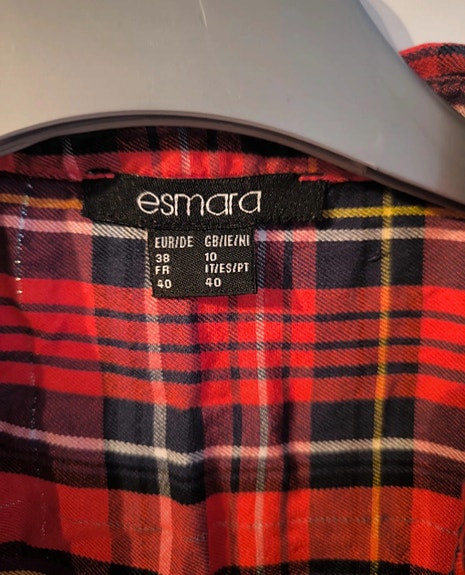 esmara
EUR/DE GB/IE/NI
38 10
FR IT/ES/PT
40 40